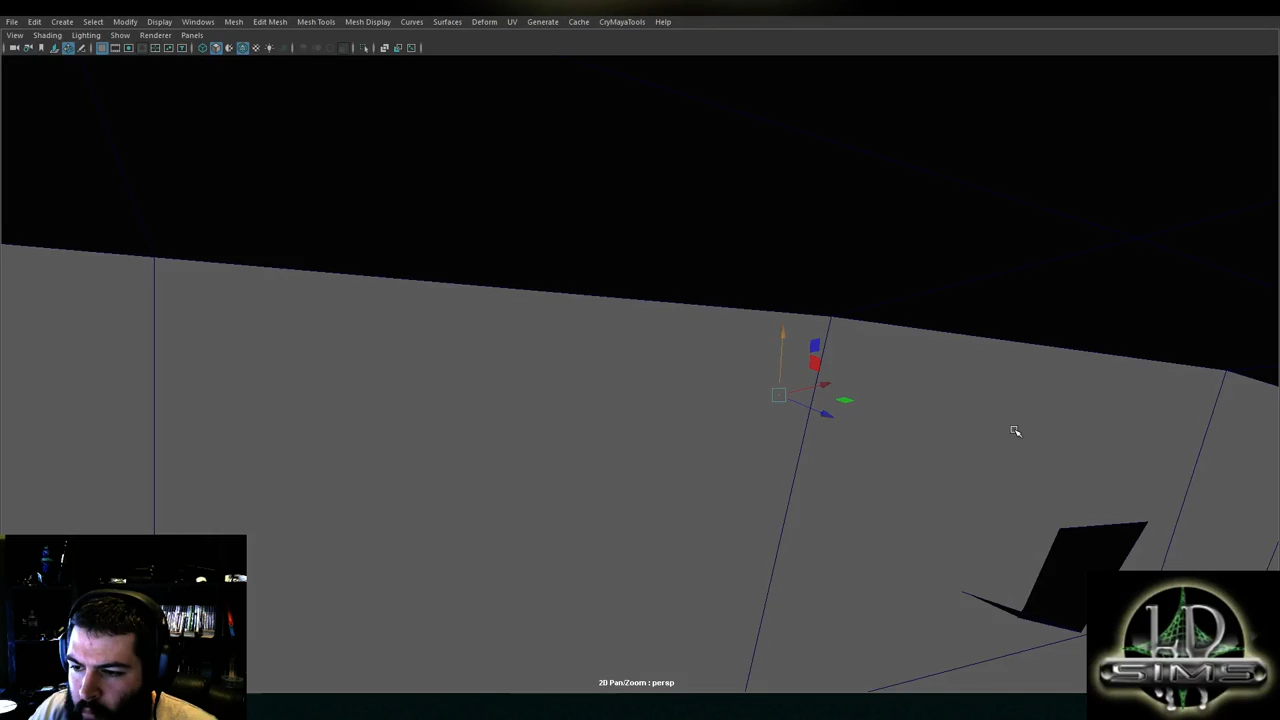 File Edit Create Select Modify Display Windows Mesh Edit Mesh Mesh Tools Mesh Display Curves Surfaces Deform UV Generate Cache CryMayaTools Help
View Shading Lighting Show Renderer Panels
2D Pan/Zoom : persp
SIMS